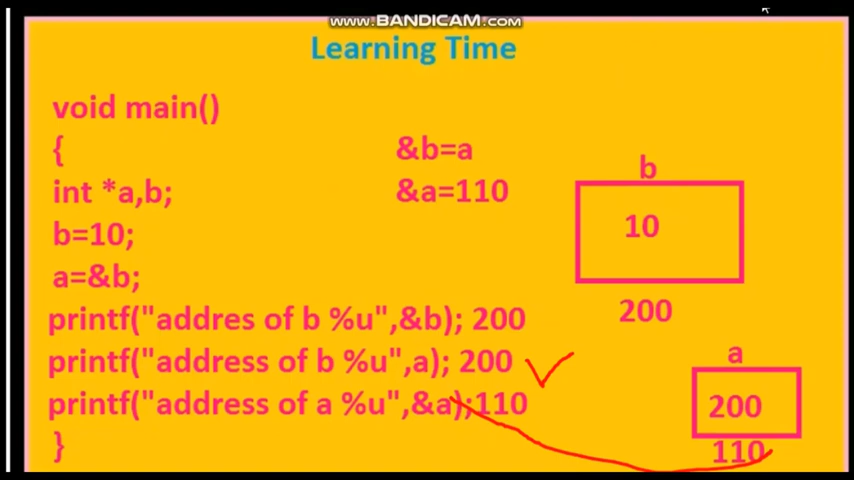 www.BANDICAM.com
Learning Time
void main()
{
&b=a
int *a,b;
&a=110
b=10;
a=&b;
printf("addres of b %u",&b); 200
printf("address of b %u",a); 200
printf("address of a %u",&a);110
}
b
10
200
a
200
110